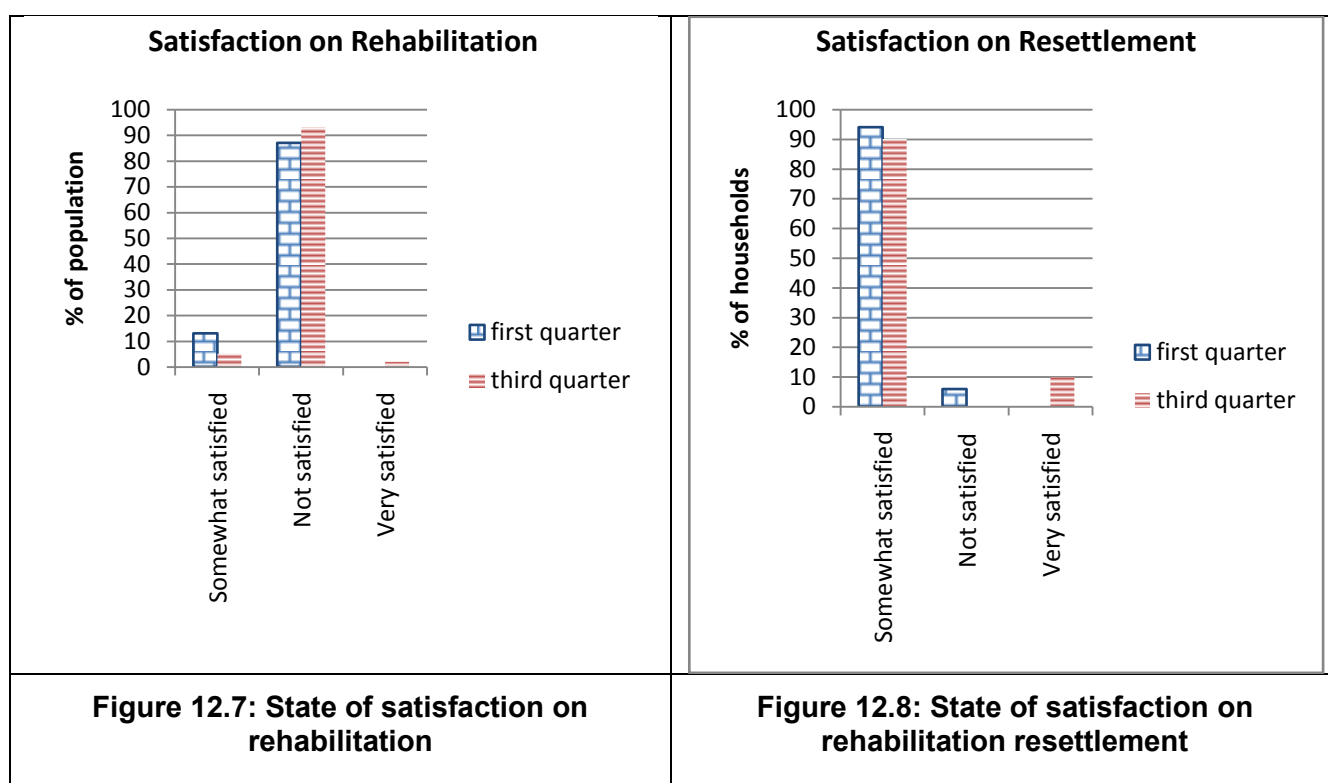 Satisfaction on Rehabilitation
% of population
100
90
80
70
60
50
40
30
20
10
0
Somewhat satisfied
Not satisfied
Very satisfied
first quarter
third quarter
Figure 12.7: State of satisfaction on
rehabilitation
Satisfaction on Resettlement
% of households
100
90
80
70
60
50
40
30
20
10
0
Somewhat satisfied
Not satisfied
Very satisfied
first quarter
third quarter
Figure 12.8: State of satisfaction on
rehabilitation resettlement